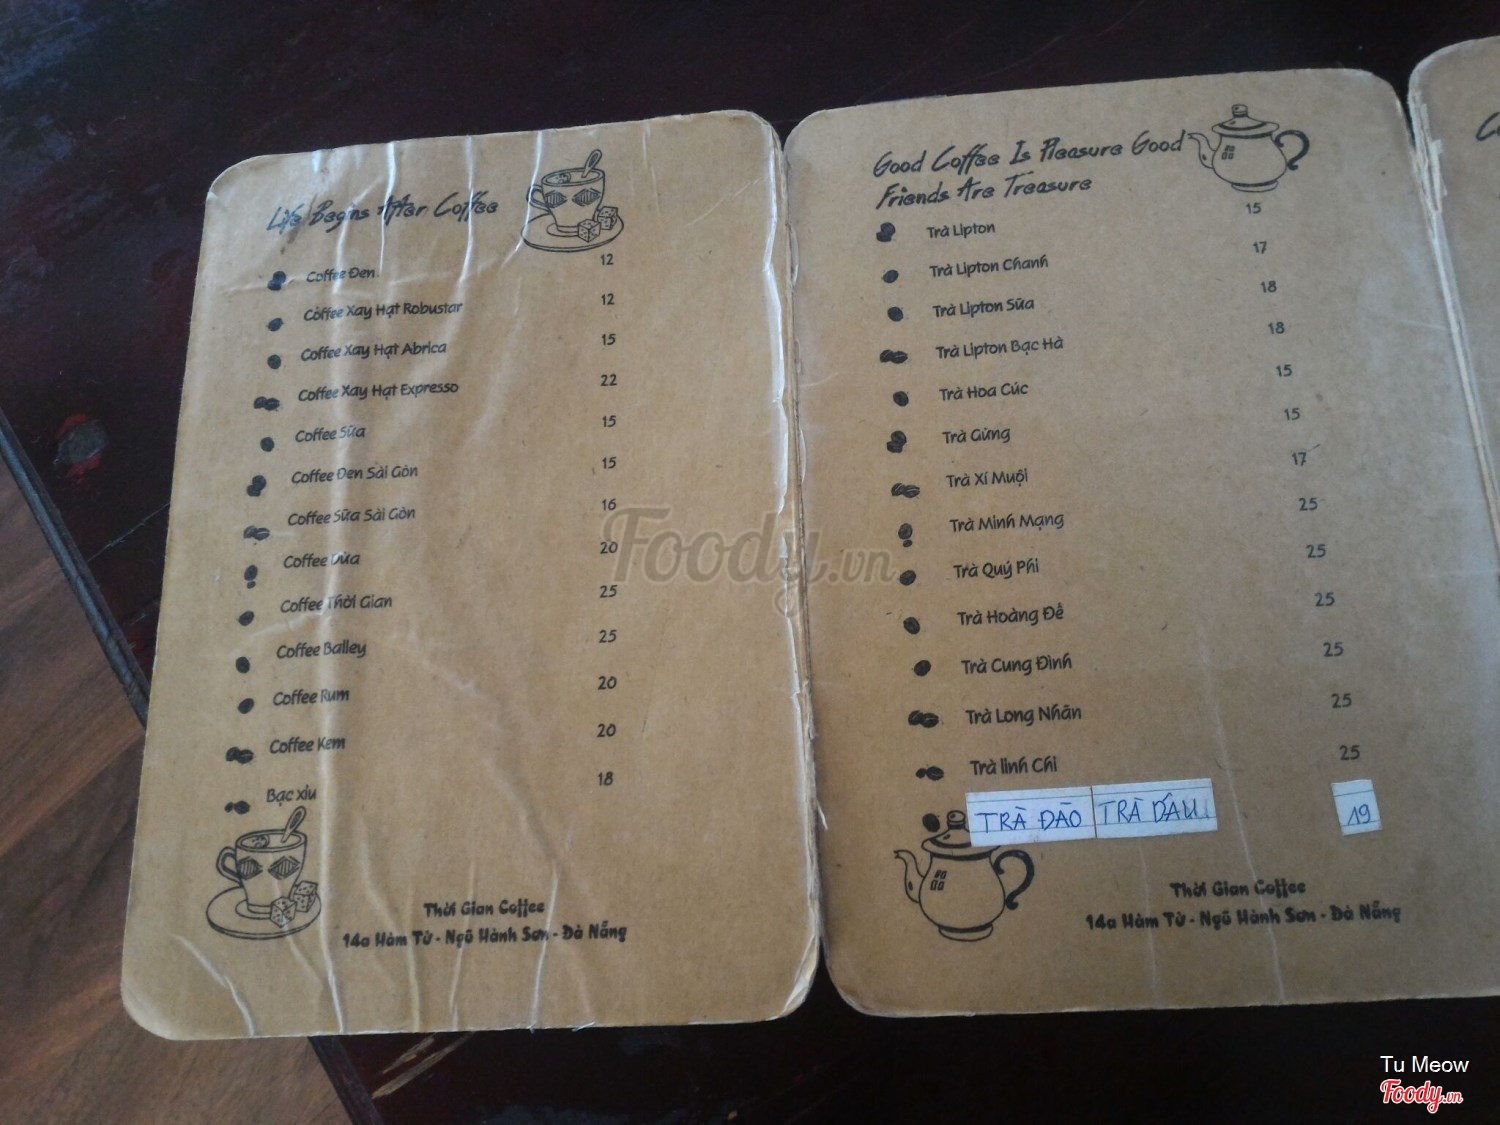 Life Begins After Coffee
Coffee Đen 12
Coffee Xay Hạt Robustar 12
Coffee Xay Hạt Abrica 15
Coffee Xay Hạt Expresso 22
Coffee Sữa 15
Coffee Đen Sài Gòn 15
Coffee Sữa Sài Gòn 16
Coffee Dừa 20
Coffee Thời Gian 25
Coffee Balley 25
Coffee Rum 20
Coffee Kem 20
Bạc xỉu 18
Thời Gian Coffee
14a Hàm Tử - Ngũ Hành Sơn - Đà Nẵng
Good Coffee Is Pleasure Good
Friends Are Treasure
Trà Lipton 15
Trà Lipton Chanh 17
Trà Lipton Sữa 18
Trà Lipton Bạc Hà 18
Trà Hoa Cúc 15
Trà Gừng 15
Trà Xí Muội 17
Trà Minh Mạng 25
Trà Quý Phi 25
Trà Hoàng Đế 25
Trà Cung Đình 25
Trà Long Nhãn 25
Trà linh Chi 25
TRÀ ĐÀO TRÀ DÂU 19
Thời Gian Coffee
14a Hàm Tử - Ngũ Hành Sơn - Đà Nẵng
Foody.vn
Tu Meow
Foody.vn